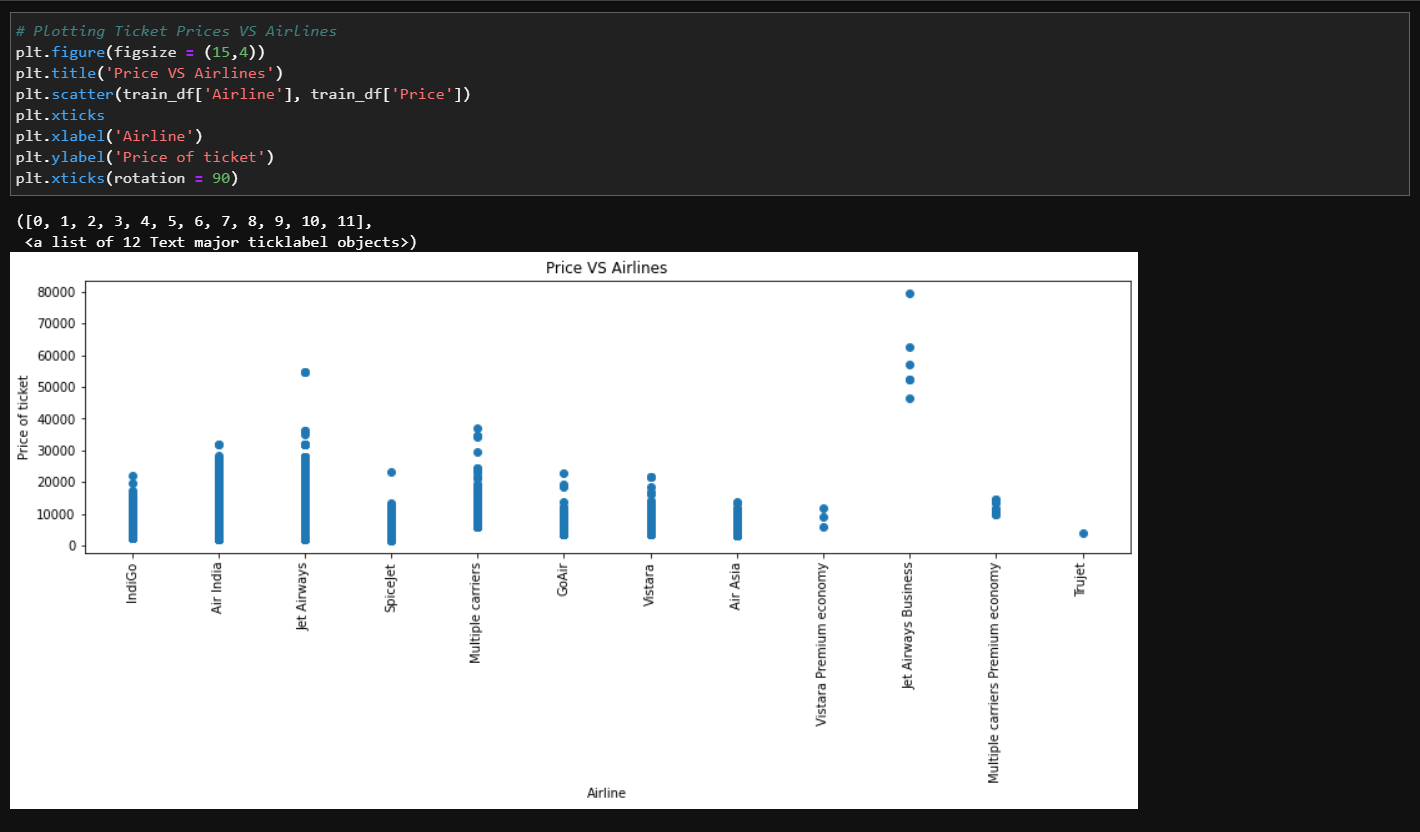 # Plotting Ticket Prices VS Airlines
plt.figure(figsize = (15,4))
plt.title('Price VS Airlines')
plt.scatter(train_df['Airline'], train_df['Price'])
plt.xticks
plt.xlabel('Airline')
plt.ylabel('Price of ticket')
plt.xticks(rotation = 90)
([0, 1, 2, 3, 4, 5, 6, 7, 8, 9, 10, 11],
<a list of 12 Text major ticklabel objects>)
Price VS Airlines
Price of ticket
80000
70000
60000
50000
40000
30000
20000
10000
0
IndiGo
Air India
Jet Airways
SpiceJet
Multiple carriers
GoAir
Vistara
Air Asia
Vistara Premium economy
Jet Airways Business
Multiple carriers Premium economy
Trujet
Airline